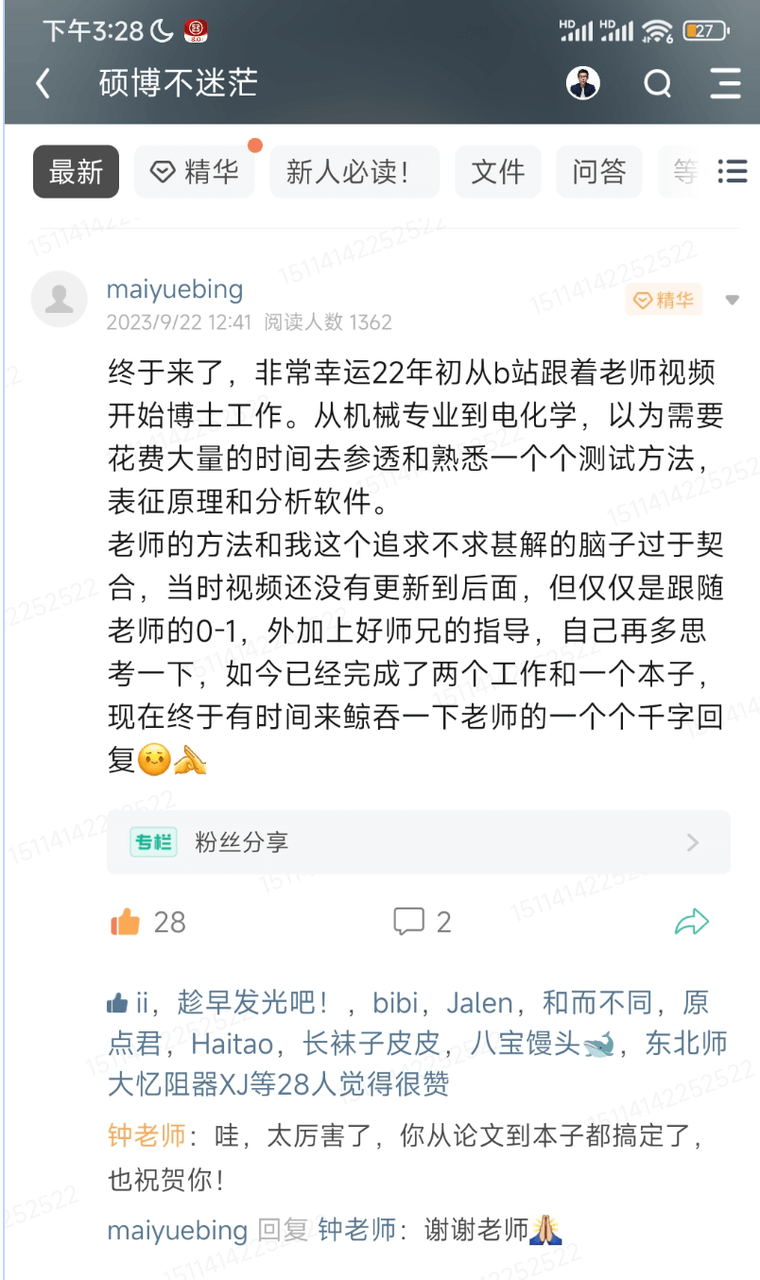 下午3:28
HD HD 6 27
硕博不迷茫
最新 精华 新人必读！ 文件 问答 等
maiyuebing
精华
2023/9/22 12:41 阅读人数 1362
终于来了，非常幸运22年初从b站跟着老师视频
开始博士工作。从机械专业到电化学，以为需要
花费大量的时间去参透和熟悉一个个测试方法，
表征原理和分析软件。
老师的方法和我这个追求不求甚解的脑子过于契
合，当时视频还没有更新到后面，但仅仅是跟随
老师的0-1，外加上好师兄的指导，自己再多思
考一下，如今已经完成了两个工作和一个本子，
现在终于有时间来鲸吞一下老师的一个个千字回
复😊👏
专栏 粉丝分享
28 2
ii，趁早发光吧！，bibi，Jalen，和而不同，原
点君，Haitao，长袜子皮皮，八宝馒头🐋，东北师
大忆阻器XJ等28人觉得很赞
钟老师：哇，太厉害了，你从论文到本子都搞定了，
也祝贺你！
maiyuebing 回复 钟老师：谢谢老师🙏
15114142252522